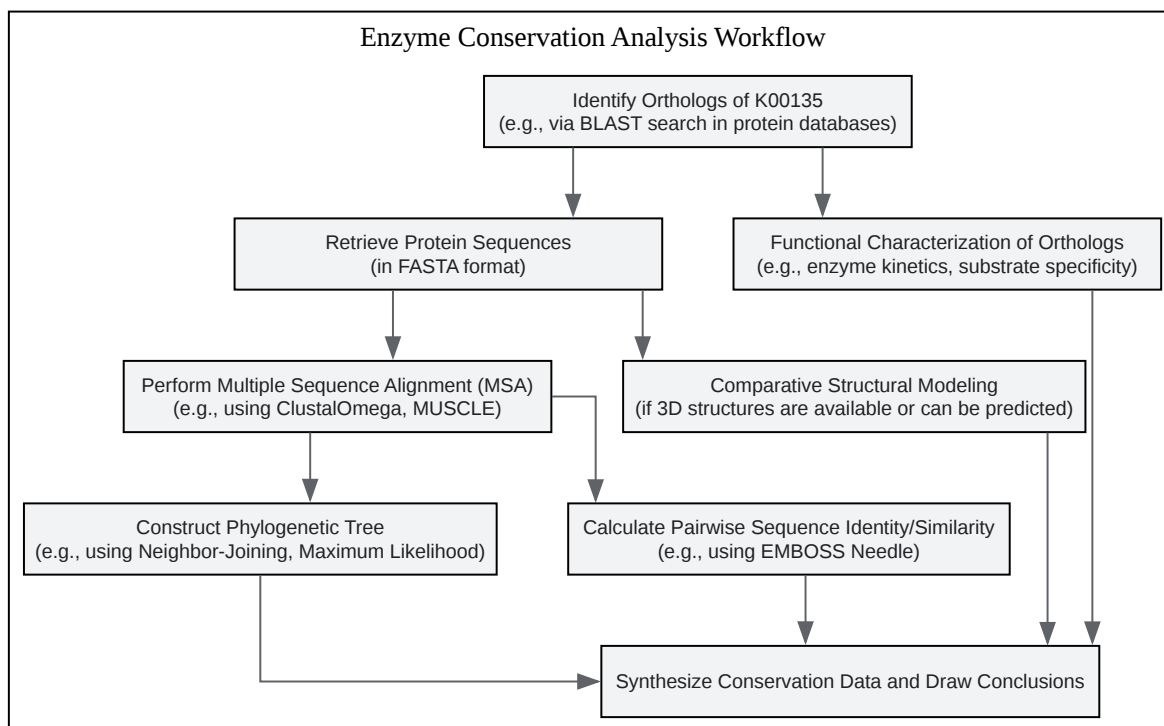 Enzyme Conservation Analysis Workflow
Identify Orthologs of K00135
(e.g., via BLAST search in protein databases)
Retrieve Protein Sequences
(in FASTA format)
Functional Characterization of Orthologs
(e.g., enzyme kinetics, substrate specificity)
Perform Multiple Sequence Alignment (MSA)
(e.g., using ClustalOmega, MUSCLE)
Comparative Structural Modeling
(if 3D structures are available or can be predicted)
Construct Phylogenetic Tree
(e.g., using Neighbor-Joining, Maximum Likelihood)
Calculate Pairwise Sequence Identity/Similarity
(e.g., using EMBOSS Needle)
Synthesize Conservation Data and Draw Conclusions